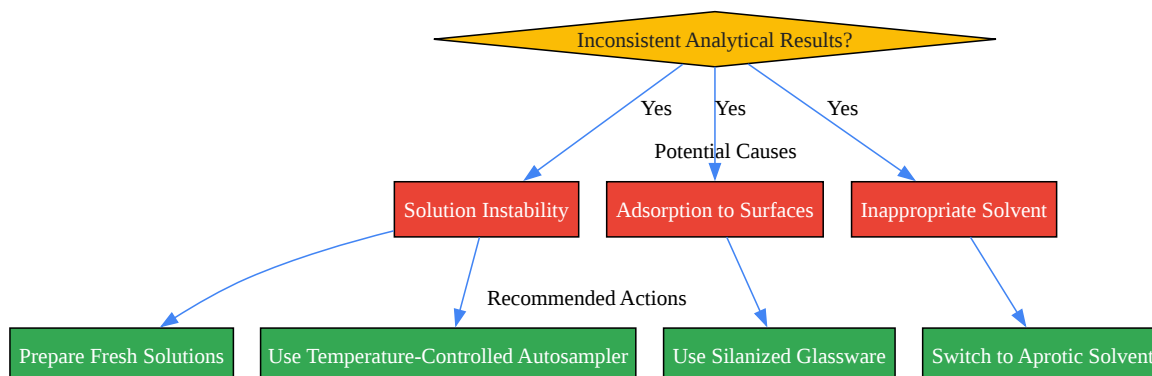 Inconsistent Analytical Results?
Yes
Yes
Yes
Potential Causes
Solution Instability
Adsorption to Surfaces
Inappropriate Solvent
Recommended Actions
Prepare Fresh Solutions
Use Temperature-Controlled Autosampler
Use Silanized Glassware
Switch to Aprotic Solvent